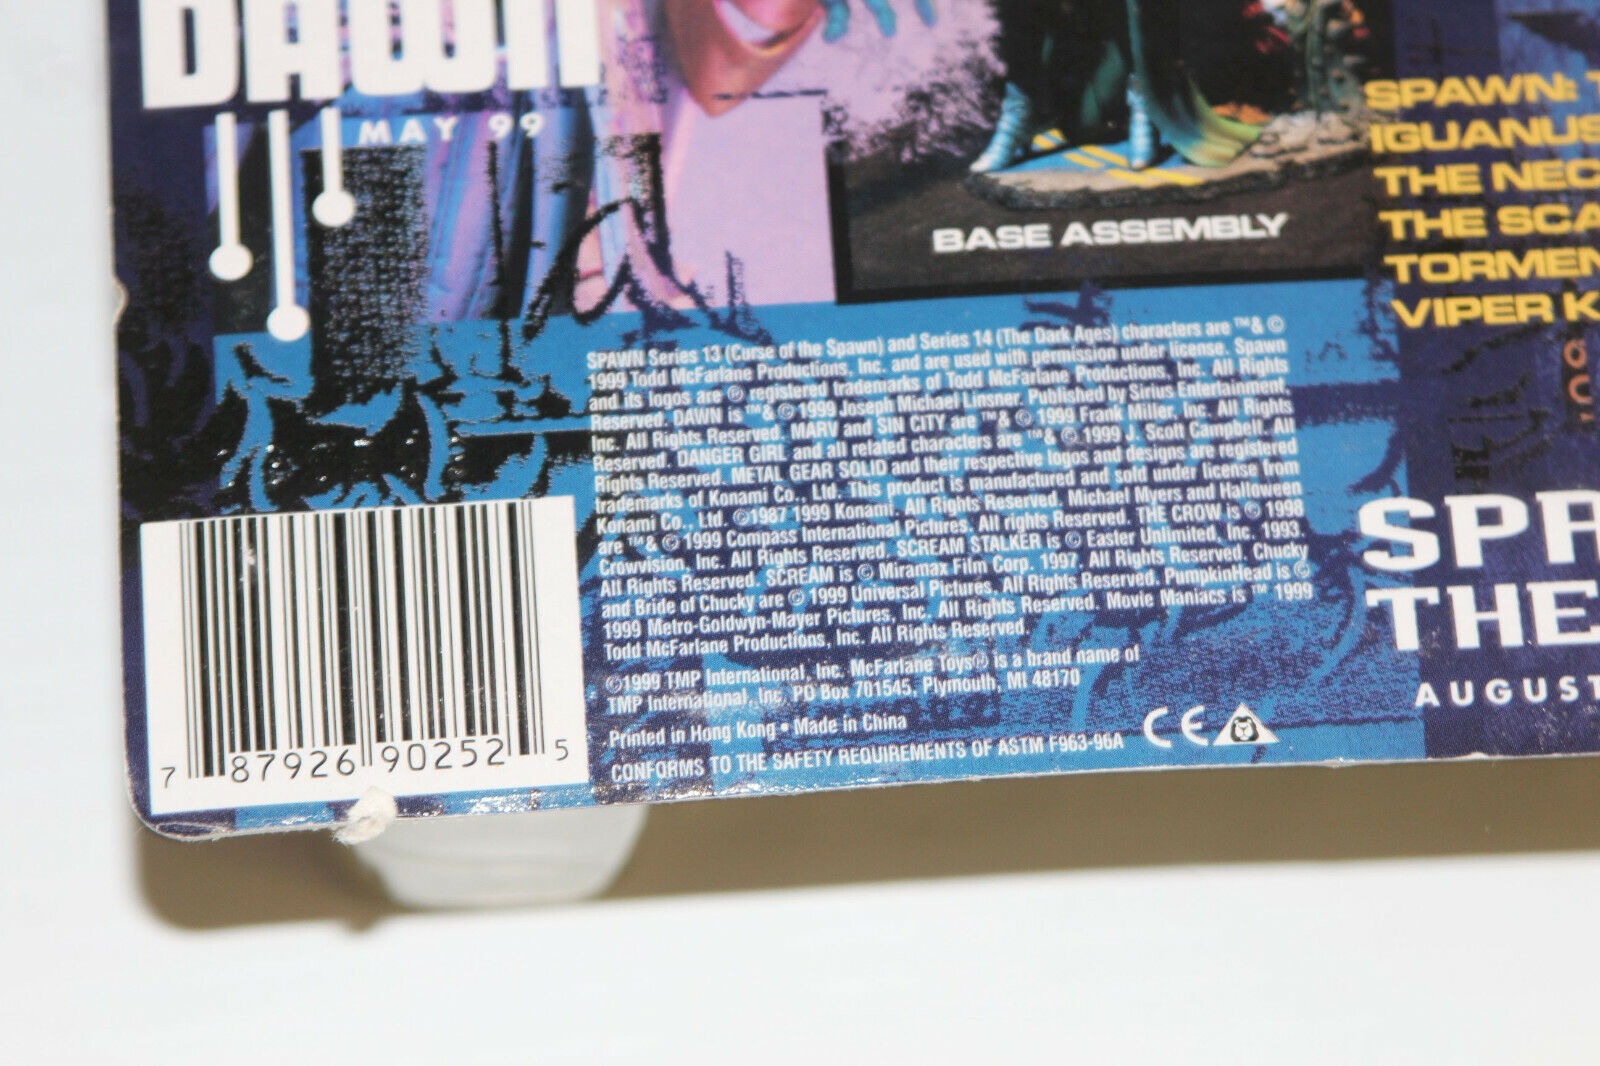 DAWN
MAY 99
BASE ASSEMBLY
SPAWN:
IGUANUS
THE
THE
VIPER
SPAWN Series 13 (Curse of the Spawn) and Series 14 (The Dark Ages) characters are ™& ©
1999 Todd McFarlane Productions, Inc. and are used with permission under license. Spawn
and its logos are ® registered trademarks of Todd McFarlane Productions, Inc. All Rights
Reserved. DAWN is ™& © 1999 Joseph Michael Linsner. Published by Sirius Entertainment,
Inc. All Rights Reserved. MARV and SIN CITY are ™& © 1999 Frank Miller, Inc. All Rights
Reserved. DANGER GIRL and all related characters are ™& © 1999 J. Scott Campbell. All
Rights Reserved. METAL GEAR SOLID and their respective logos and designs are registered
trademarks of Konami Co., Ltd. This product is manufactured and sold under license from
Konami Co., Ltd. ©1987 1999 Konami. All Rights Reserved. Michael Myers and Halloween
are ™& © 1999 Compass International Pictures. All rights Reserved. THE CROW is © 1998
Crowvision, Inc. All Rights Reserved. SCREAM STALKER is © Easter Unlimited, Inc. 1993.
All Rights Reserved. SCREAM is © Miramax Film Corp. 1997. All Rights Reserved. Chucky
and Bride of Chucky are © 1999 Universal Pictures. All Rights Reserved. PumpkinHead is ©
1999 Metro-Goldwyn-Mayer Pictures, Inc. All Rights Reserved. Movie Maniacs is ™ 1999
Todd McFarlane Productions, Inc. All Rights Reserved.
©1999 TMP International, Inc. McFarlane Toys® is a brand name of
TMP International, Inc. PO Box 701545, Plymouth, MI 48170
Printed in Hong Kong • Made in China
CONFORMS TO THE SAFETY REQUIREMENTS OF ASTM F963-96A
CE
7 87926 90252 5
THE
AUGUST